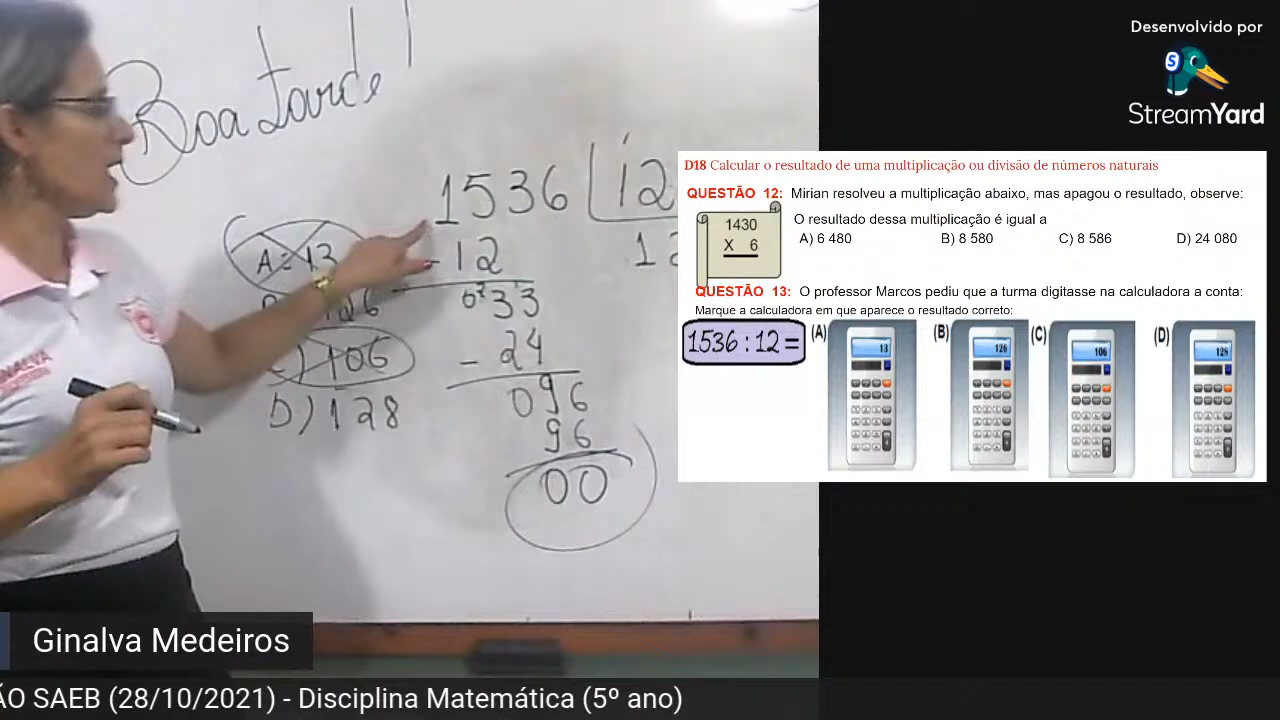 Boa tarde!
1536 12
12
- 12
0233
- 24
096
96
00
A = 13
126
106
D) 128
Desenvolvido por
S
StreamYard
D18 Calcular o resultado de uma multiplicação ou divisão de números naturais
QUESTÃO 12: Mirian resolveu a multiplicação abaixo, mas apagou o resultado, observe:
1430
X 6
O resultado dessa multiplicação é igual a
A) 6 480 B) 8 580 C) 8 586 D) 24 080
QUESTÃO 13: O professor Marcos pediu que a turma digitasse na calculadora a conta:
Marque a calculadora em que aparece o resultado correto:
1536 : 12 =
(A) (B) (C) (D)
13 126 106 128
Ginalva Medeiros
ÃO SAEB (28/10/2021) - Disciplina Matemática (5º ano)